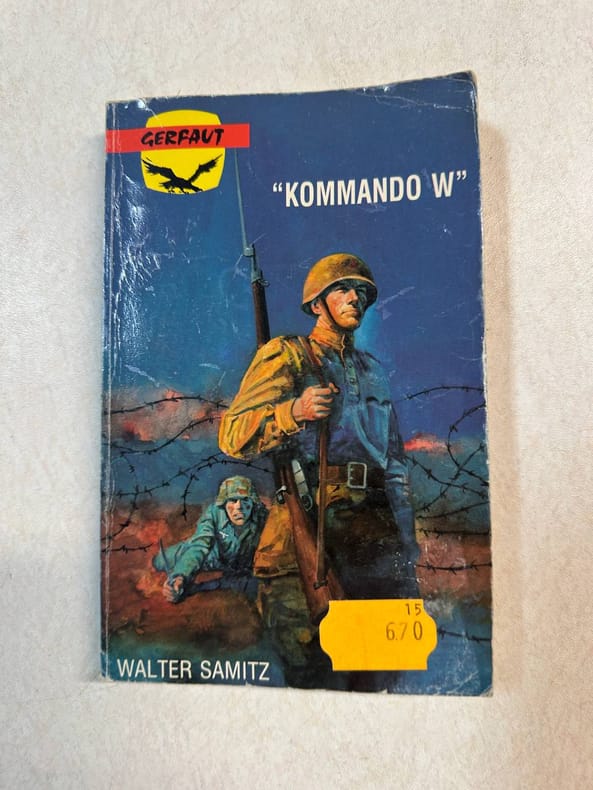 GERFAUT
"KOMMANDO W"
15
6.70
WALTER SAMITZ